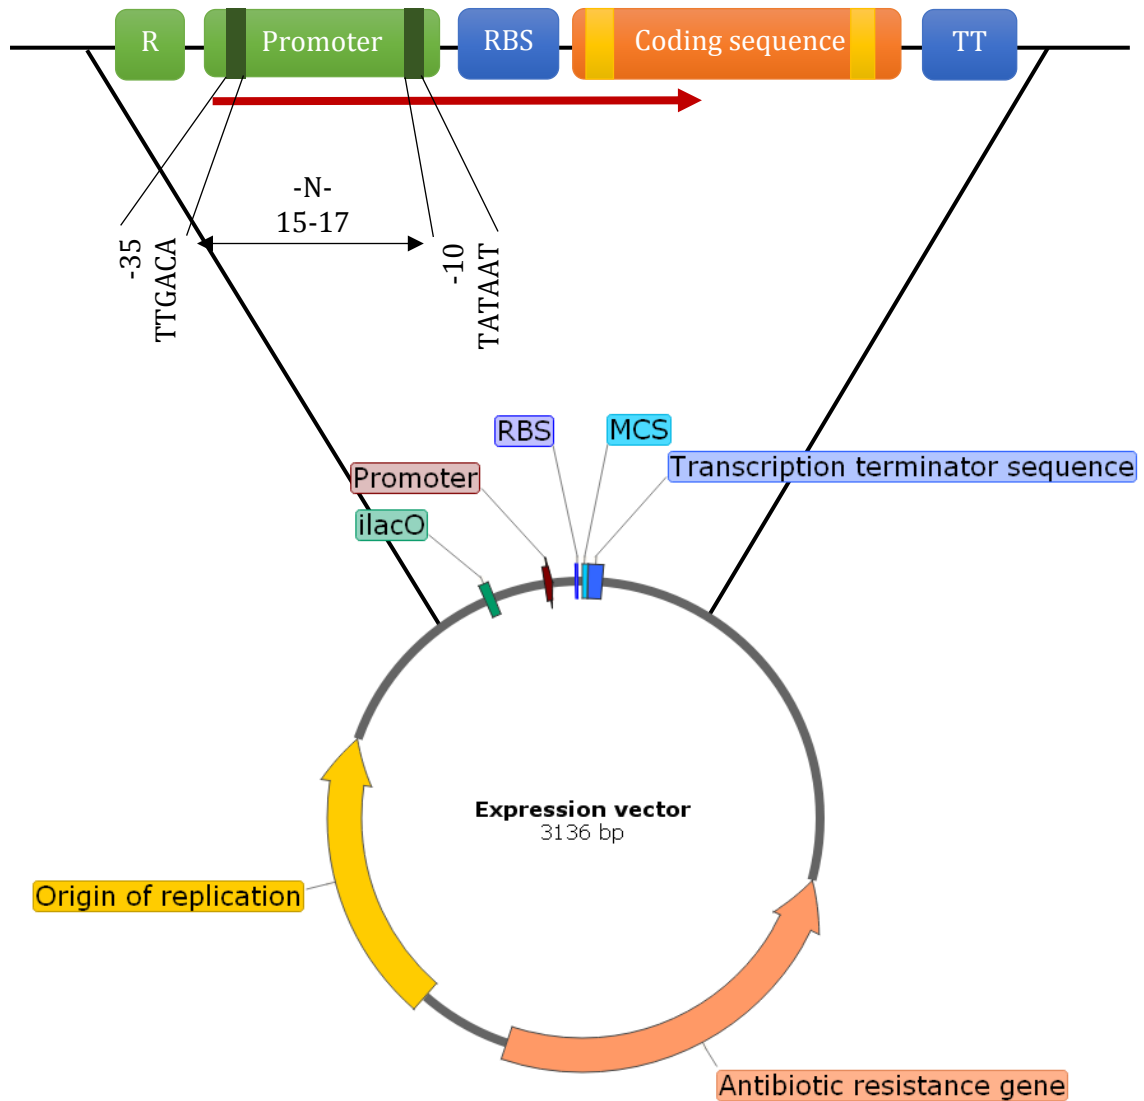 R
Promoter
RBS
Coding sequence
TT
-N-
15-17
-35
TTGACA
-10
TATAAT
RBS
MCS
Transcription terminator sequence
Promoter
ilacO
Expression vector
3136 bp
Origin of replication
Antibiotic resistance gene